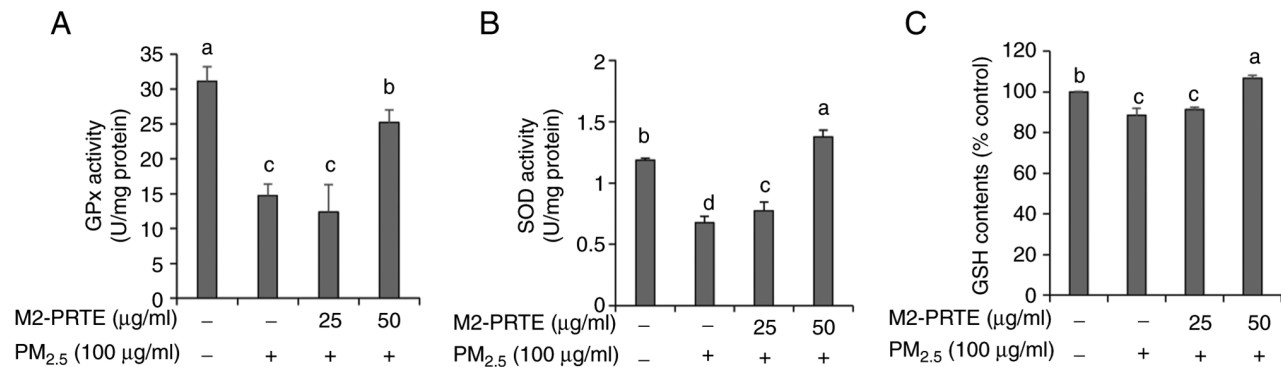 A
GPx activity
(U/mg protein)
35
30
25
20
15
10
5
0
a
c
c
b
M2-PRTE (µg/ml) – – 25 50
PM2.5 (100 µg/ml) – + + +
B
SOD activity
(U/mg protein)
2
1.5
1
0.5
0
b
d
c
a
M2-PRTE (µg/ml) – – 25 50
PM2.5 (100 µg/ml) – + + +
C
GSH contents (% control)
120
100
80
60
40
20
0
b
c
c
a
M2-PRTE (µg/ml) – – 25 50
PM2.5 (100 µg/ml) – + + +